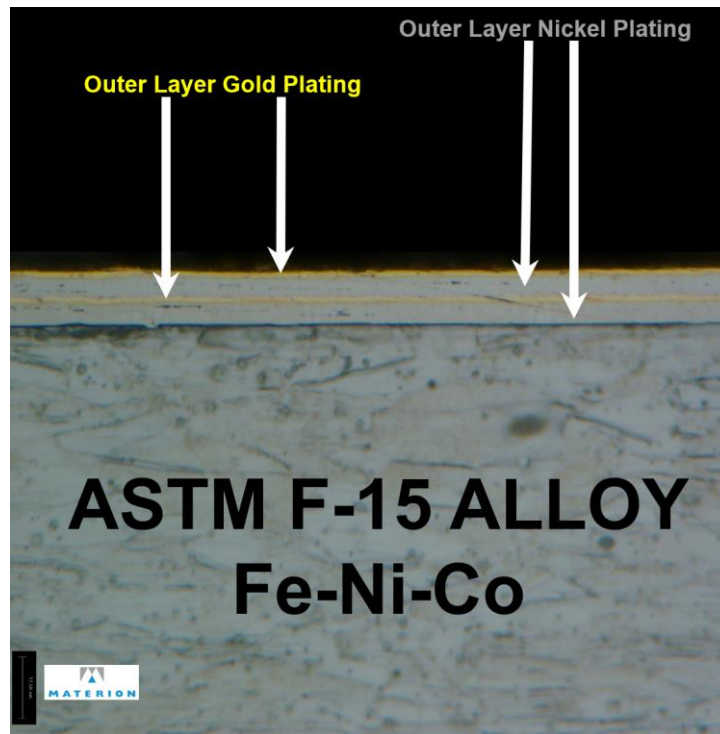 Outer Layer Nickel Plating
Outer Layer Gold Plating
ASTM F-15 ALLOY
Fe-Ni-Co
MATERION